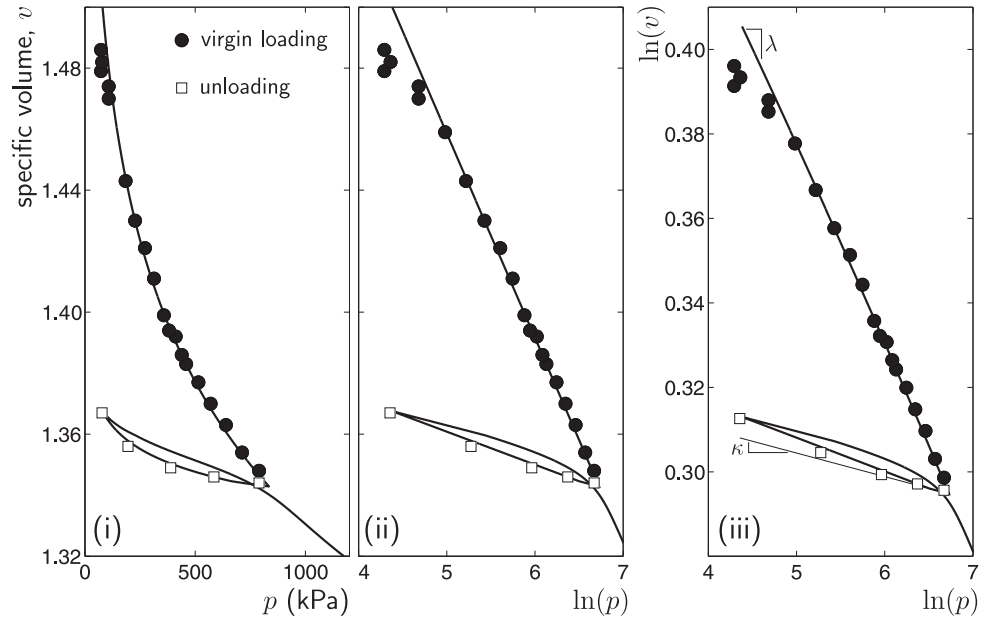 specific volume, v
1.48
1.44
1.40
1.36
1.32
virgin loading
unloading
(i)
0
500
1000
p (kPa)
(ii)
4
5
6
7
ln(p)
ln(v)
0.40
0.38
0.36
0.34
0.32
0.30
λ
κ
(iii)
4
5
6
7
ln(p)